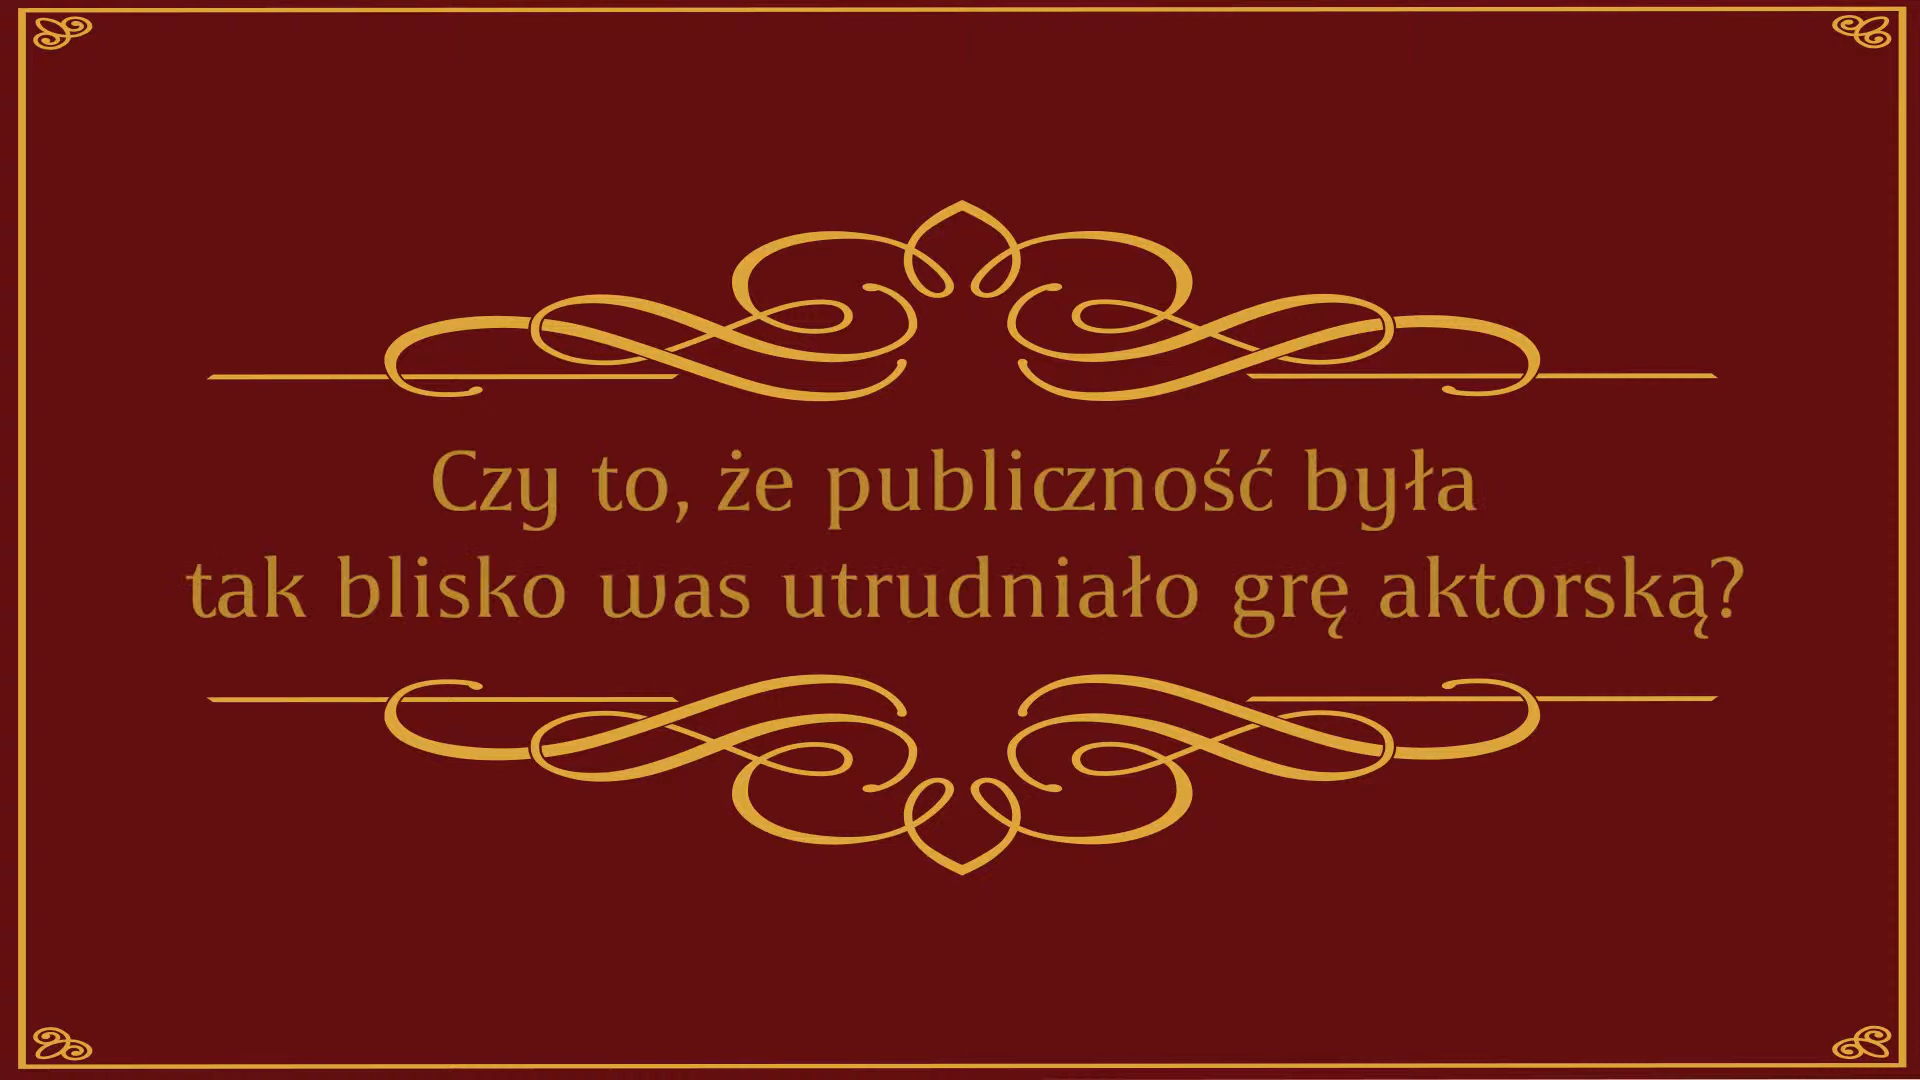 Czy to, że publiczność była
tak blisko was utrudniało grę aktorską?